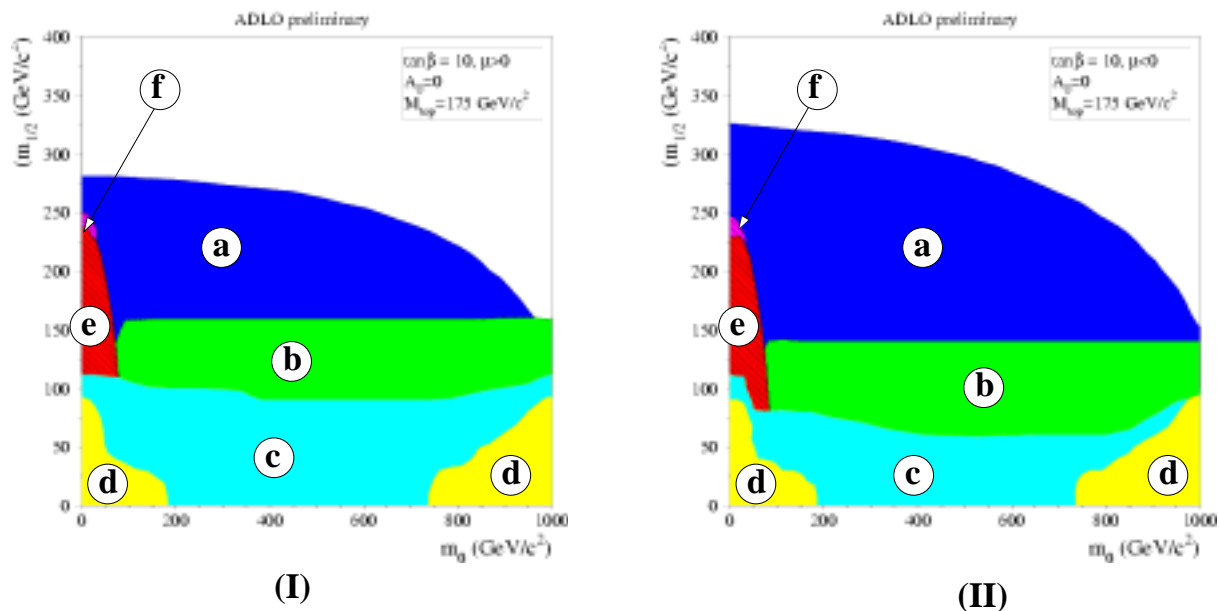 ADLO preliminary
(m1/2 (GeV/c2)
400
350
300
250
200
150
100
50
0
tanβ = 10, μ>0
A0=0
Mtop=175 GeV/c2
f
a
e
b
c
d
d
0
200
400
600
800
1000
m0 (GeV/c2)
(I)
ADLO preliminary
(m1/2 (GeV/c2)
400
350
300
250
200
150
100
50
0
tanβ = 10, μ<0
A0=0
Mtop=175 GeV/c2
f
a
e
b
c
d
d
0
200
400
600
800
1000
m0 (GeV/c2)
(II)